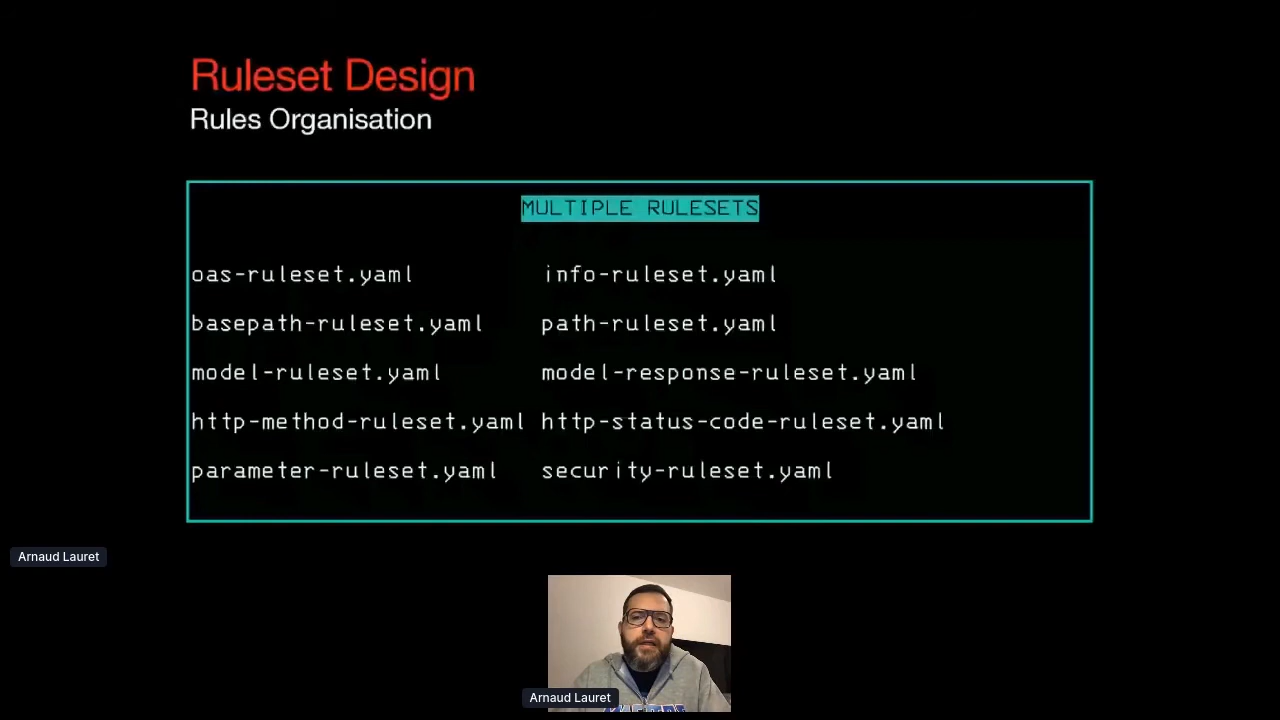 Ruleset Design
Rules Organisation
MULTIPLE RULESETS
oas-ruleset.yaml info-ruleset.yaml
basepath-ruleset.yaml path-ruleset.yaml
model-ruleset.yaml model-response-ruleset.yaml
http-method-ruleset.yaml http-status-code-ruleset.yaml
parameter-ruleset.yaml security-ruleset.yaml
Arnaud Lauret
Arnaud Lauret